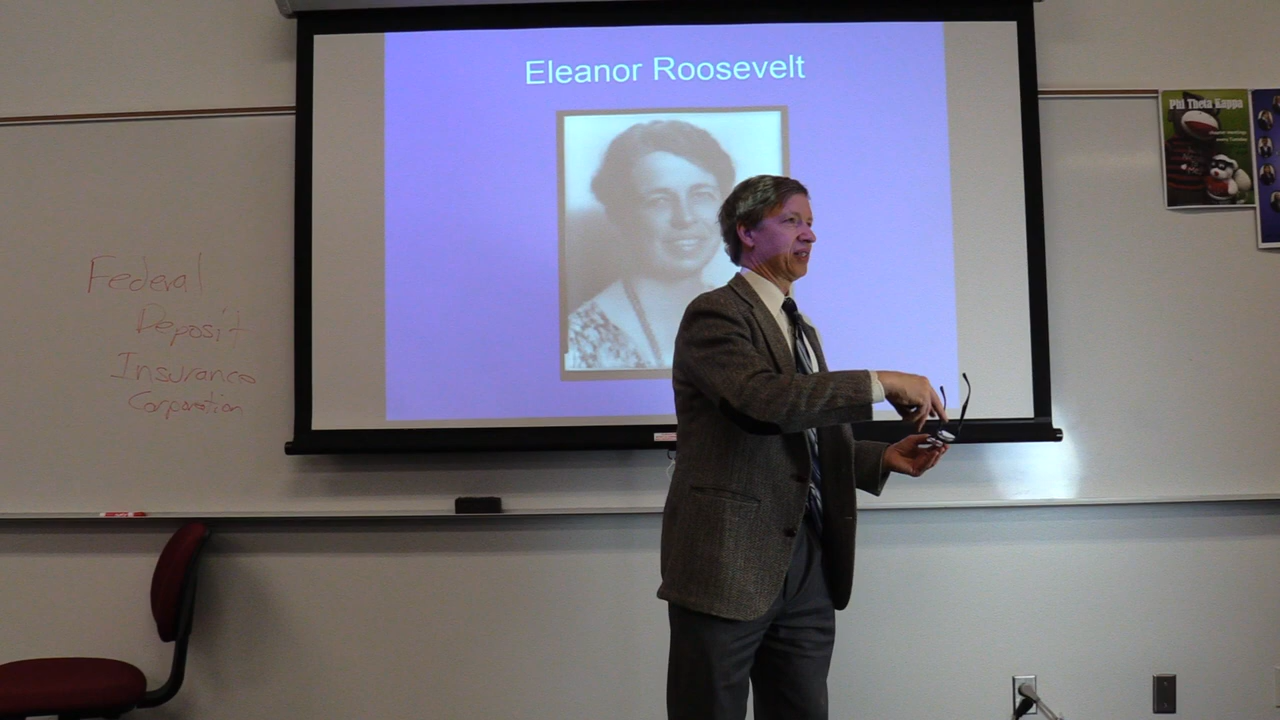 Eleanor Roosevelt
Federal
Deposit
Insurance
Corporation
Phi Theta Kappa